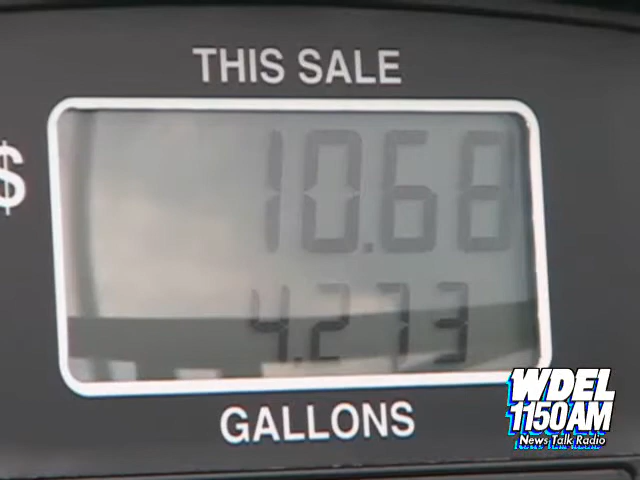 THIS SALE
$ 10.68
4.273
GALLONS
WDEL
1150AM
News Talk Radio